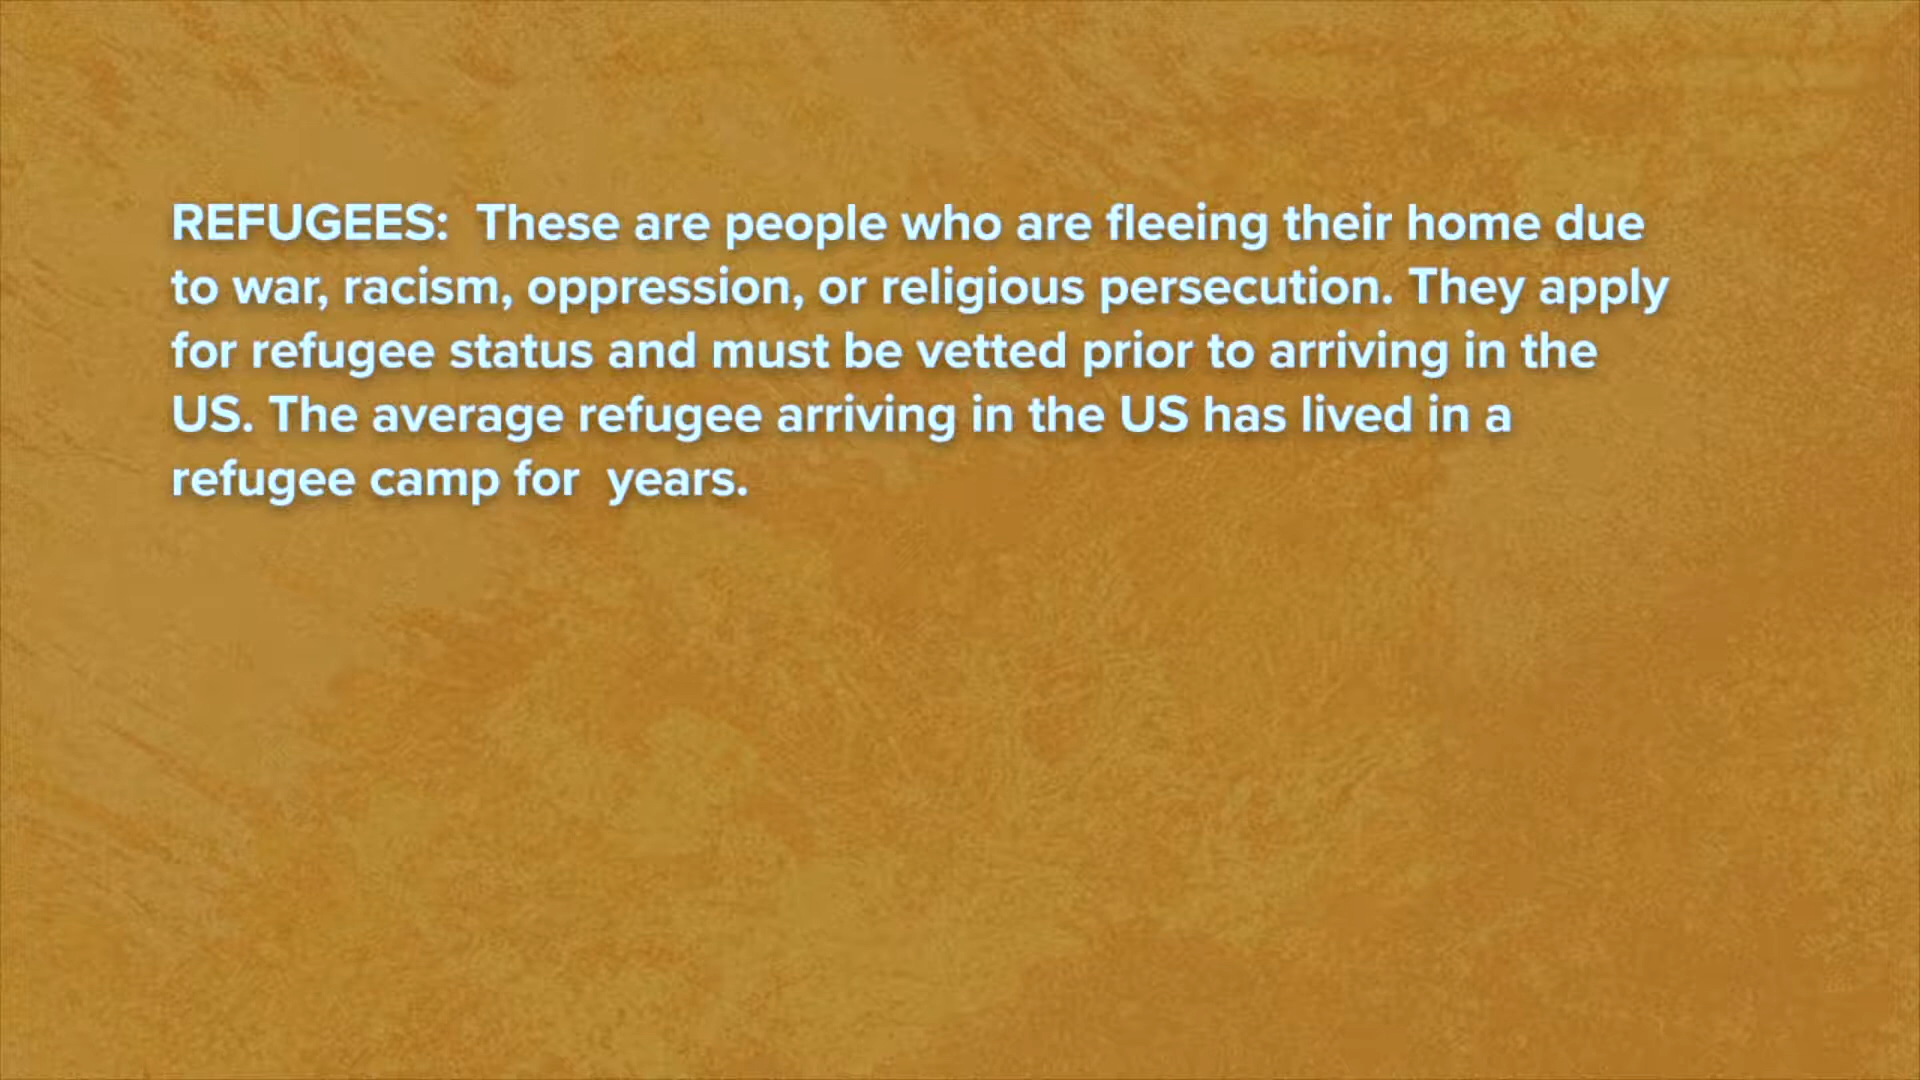 REFUGEES:  These are people who are fleeing their home due
to war, racism, oppression, or religious persecution. They apply
for refugee status and must be vetted prior to arriving in the
US. The average refugee arriving in the US has lived in a
refugee camp for  years.